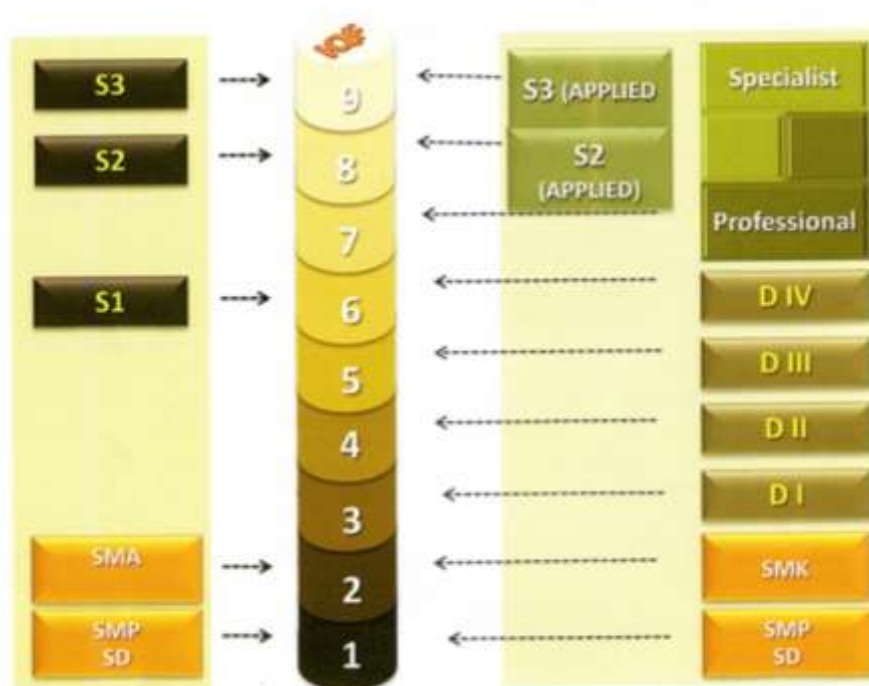 S3
S2
S1
SMA
SMP
SD
IQF
9
8
7
6
5
4
3
2
1
S3 (APPLIED
S2
(APPLIED)
Specialist
Professional
D IV
D III
D II
D I
SMK
SMP
SD